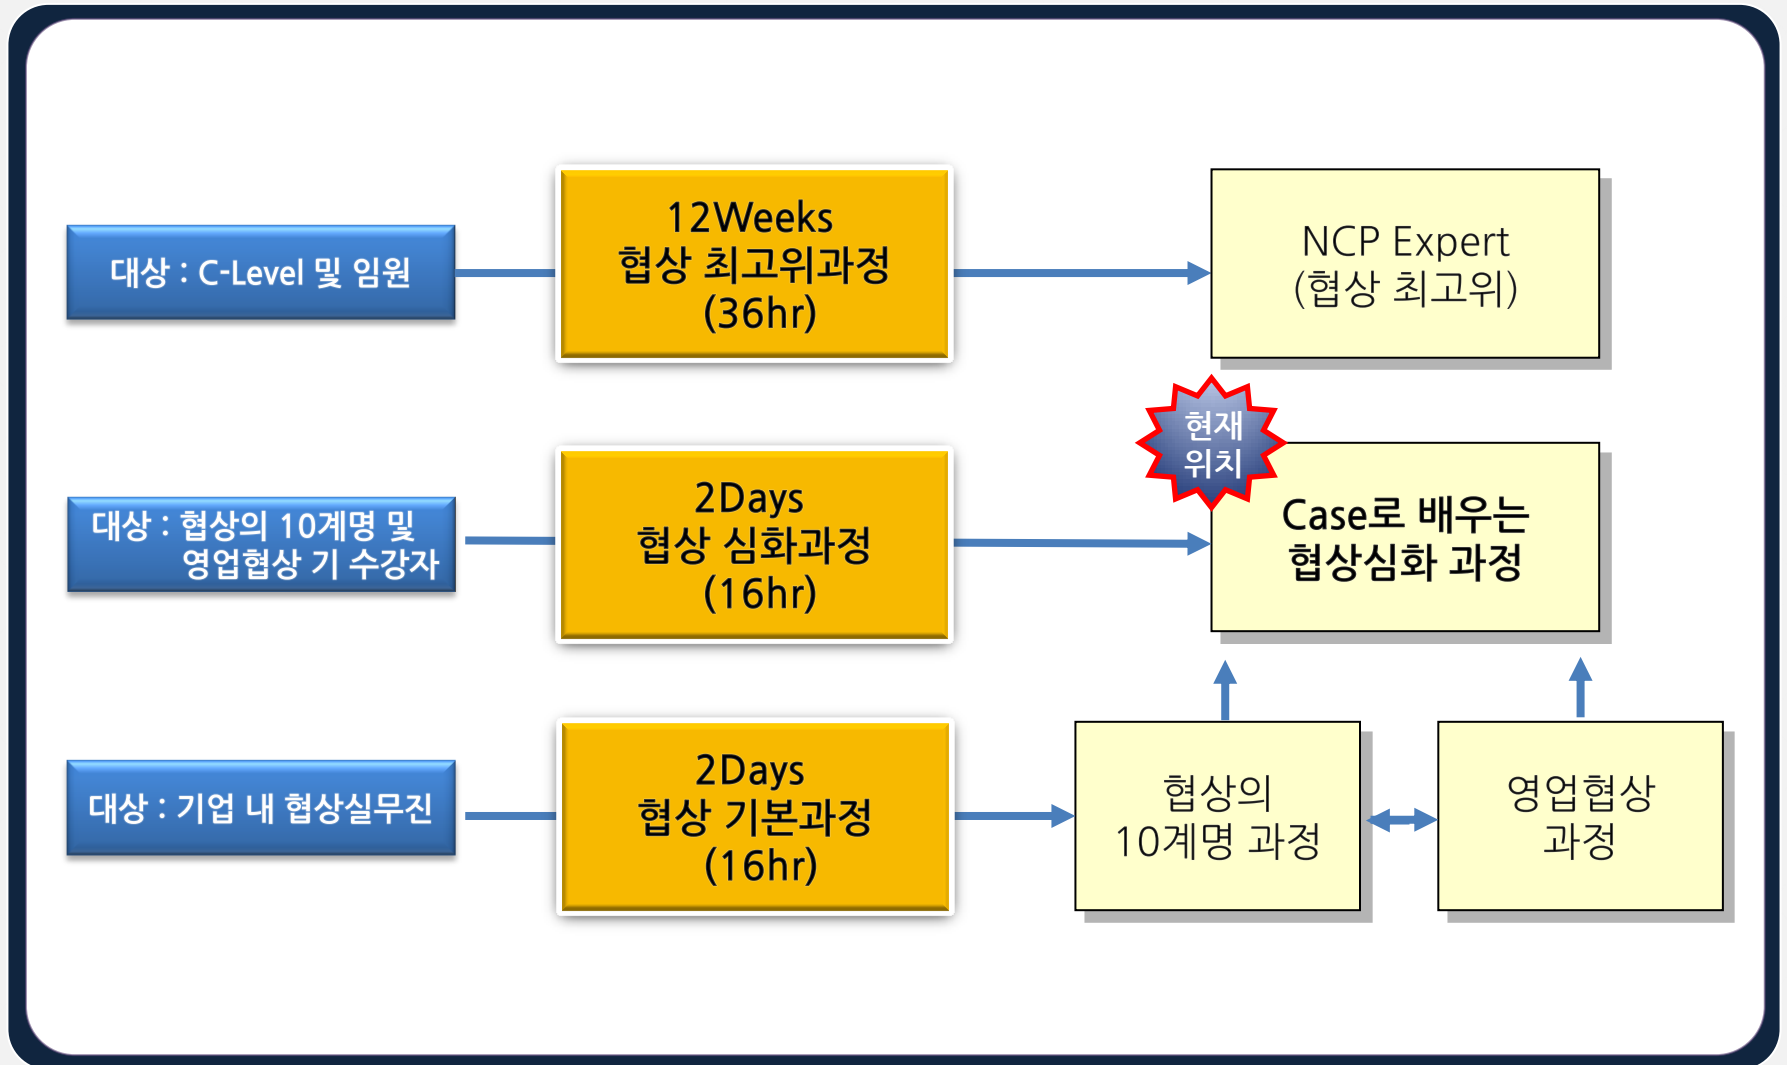 대상 : C-Level 및 임원
12Weeks
협상 최고위과정
(36hr)
NCP Expert
(협상 최고위)
현재
위치
대상 : 협상의 10계명 및
영업협상 기 수강자
2Days
협상 심화과정
(16hr)
Case로 배우는
협상심화 과정
대상 : 기업 내 협상실무진
2Days
협상 기본과정
(16hr)
협상의
10계명 과정
영업협상
과정